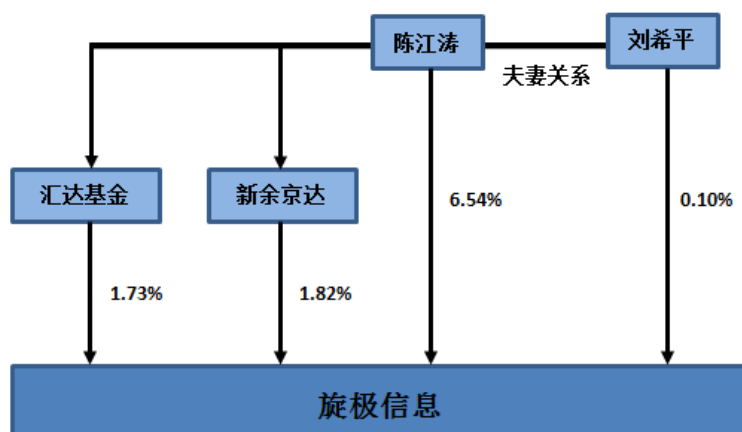 陈江涛
刘希平
夫妻关系
汇达基金
新余京达
6.54%
0.10%
1.73%
1.82%
旋极信息